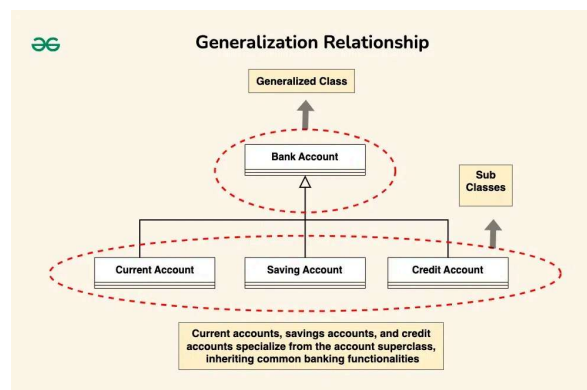 Generalization Relationship
Generalized Class
Bank Account
Sub
Classes
Current Account
Saving Account
Credit Account
Current accounts, savings accounts, and credit
accounts specialize from the account superclass,
inheriting common banking functionalities